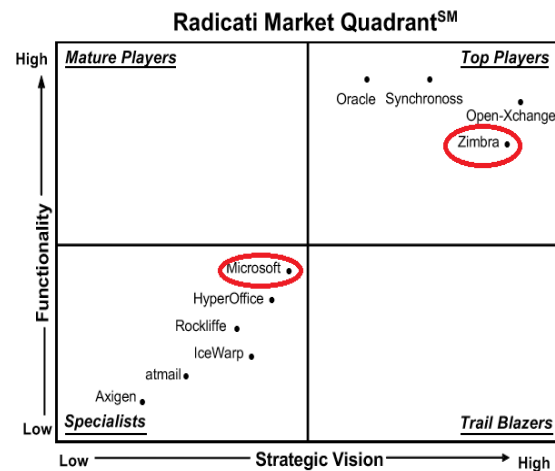 Radicati Market Quadrant℠
High
Mature Players
Top Players
Oracle
Synchronoss
Open-Xchange
Zimbra
Functionality
Microsoft
HyperOffice
Rockliffe
IceWarp
atmail
Axigen
Specialists
Trail Blazers
Low
Low
Strategic Vision
High